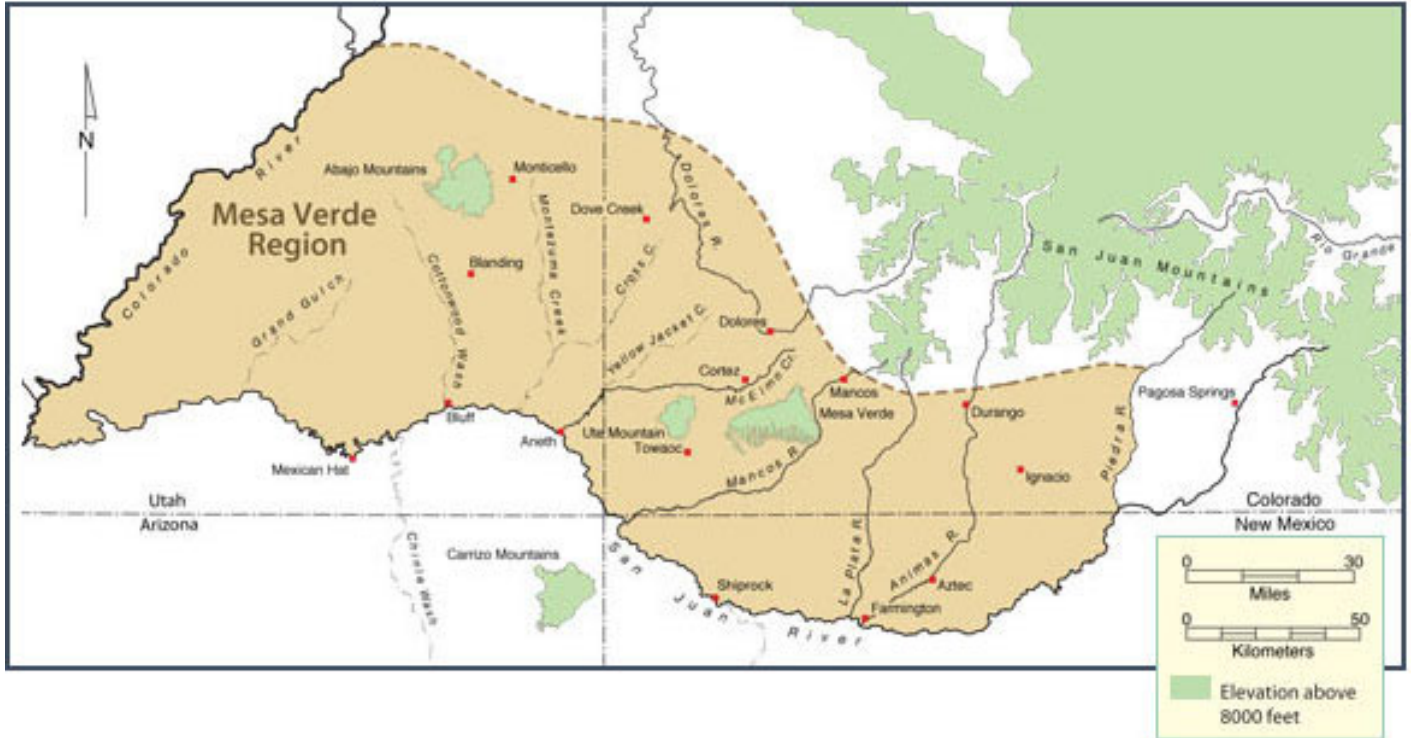 N
Colorado
River
Abajo Mountains
Monticello
Mesa Verde
Region
Dove Creek
Dolores R.
Blanding
Cottonwood Wash
Montezuma Creek
Cross C.
Grand Gulch
Yellow Jacket C.
San Juan Mountains
Rio Grande
Dolores
Cortez
McElmo Cr.
Mancos
Mesa Verde
Bluff
Aneth
Ute Mountain
Towaoc
Mancos R.
Durango
Piedra R.
Pagosa Springs
Mexican Hat
Ignacio
Utah
Arizona
Colorado
New Mexico
Carrizo Mountains
Chinle Wash
San
Juan
River
Shiprock
La Plata R.
Animas R.
Aztec
Farmington
0 30
Miles
0 50
Kilometers
Elevation above
8000 feet